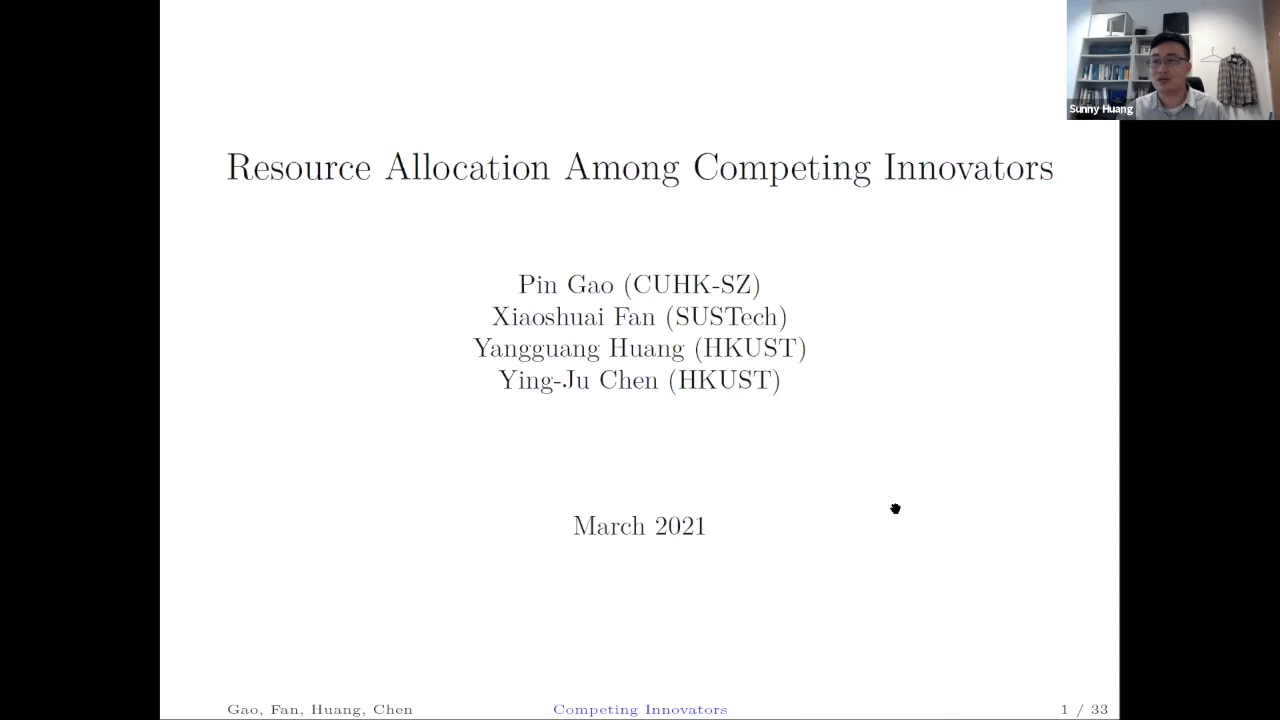 Sunny Huang
Resource Allocation Among Competing Innovators
Pin Gao (CUHK-SZ)
Xiaoshuai Fan (SUSTech)
Yangguang Huang (HKUST)
Ying-Ju Chen (HKUST)
March 2021
Gao, Fan, Huang, Chen
Competing Innovators
1 / 33